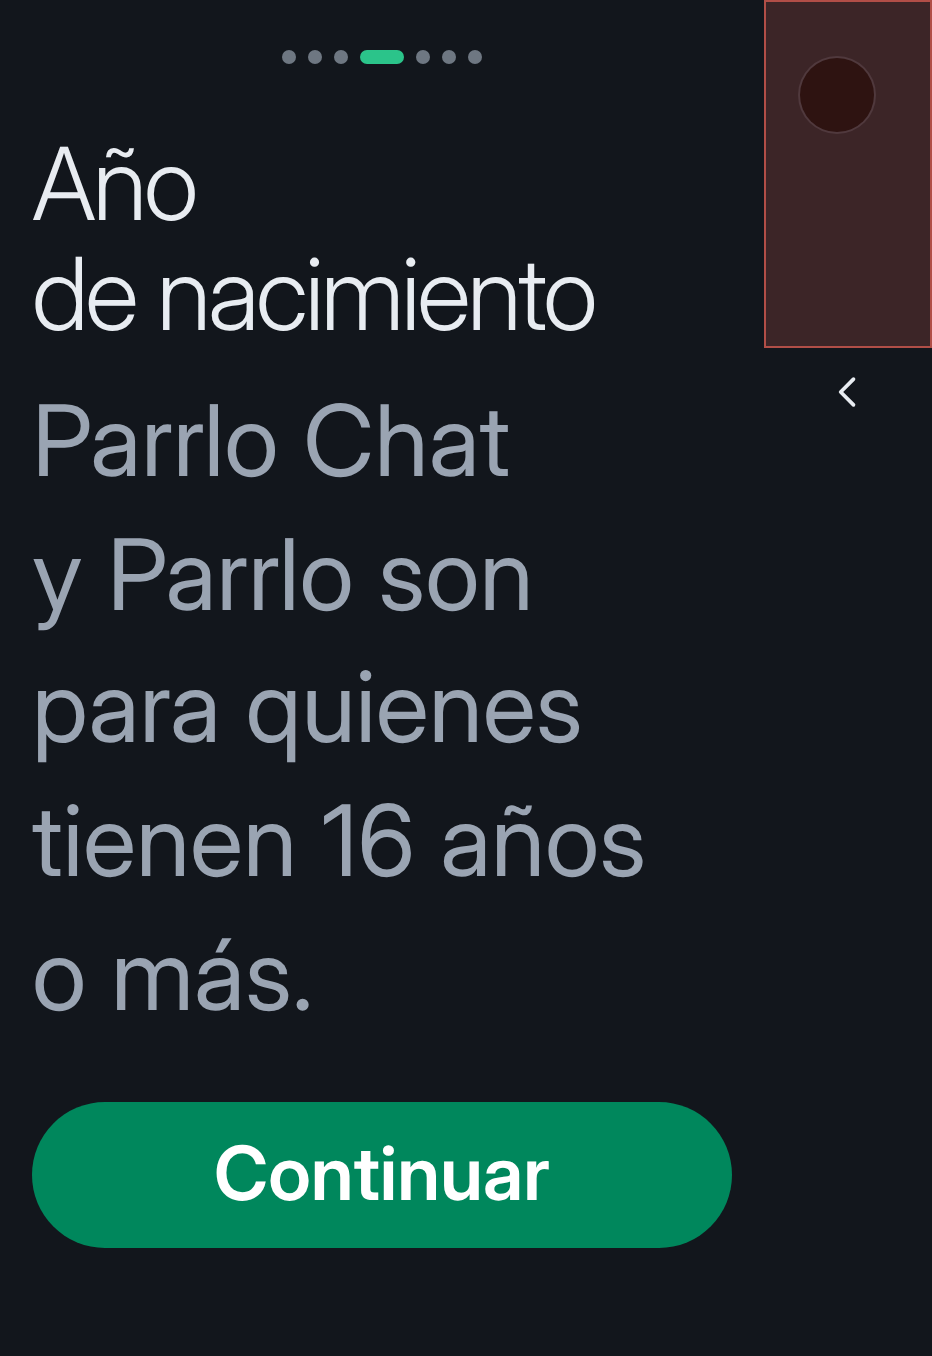 Año
de nacimiento
Parrlo Chat
y Parrlo son
para quienes
tienen 16 años
o más.
Continuar